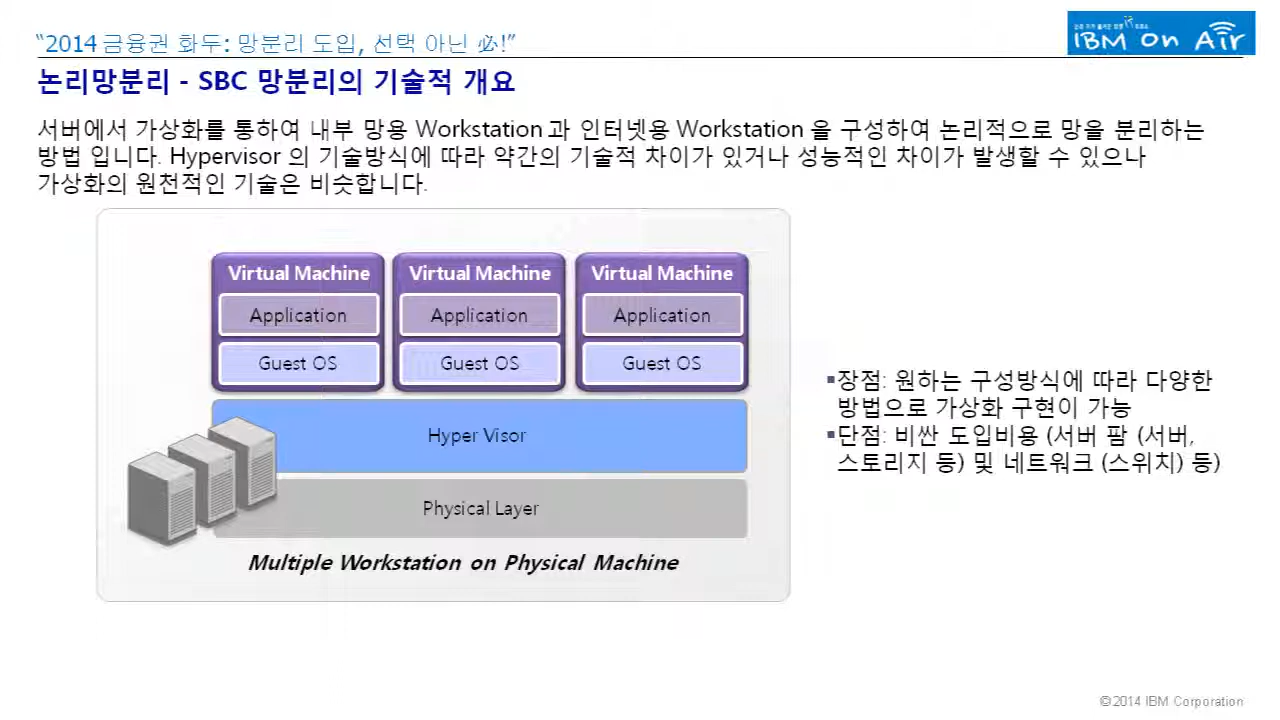 “2014 금융권 화두: 망분리 도입, 선택 아닌 必!”
IBM On Air
논리망분리 - SBC 망분리의 기술적 개요
서버에서 가상화를 통하여 내부 망용 Workstation 과 인터넷용 Workstation 을 구성하여 논리적으로 망을 분리하는
방법 입니다. Hypervisor 의 기술방식에 따라 약간의 기술적 차이가 있거나 성능적인 차이가 발생할 수 있으나
가상화의 원천적인 기술은 비슷합니다.
Virtual Machine Virtual Machine Virtual Machine
Application Application Application
Guest OS Guest OS Guest OS
Hyper Visor
Physical Layer
Multiple Workstation on Physical Machine
▪장점: 원하는 구성방식에 따라 다양한
방법으로 가상화 구현이 가능
▪단점: 비싼 도입비용 (서버 팜 (서버,
스토리지 등) 및 네트워크 (스위치) 등)
© 2014 IBM Corporation